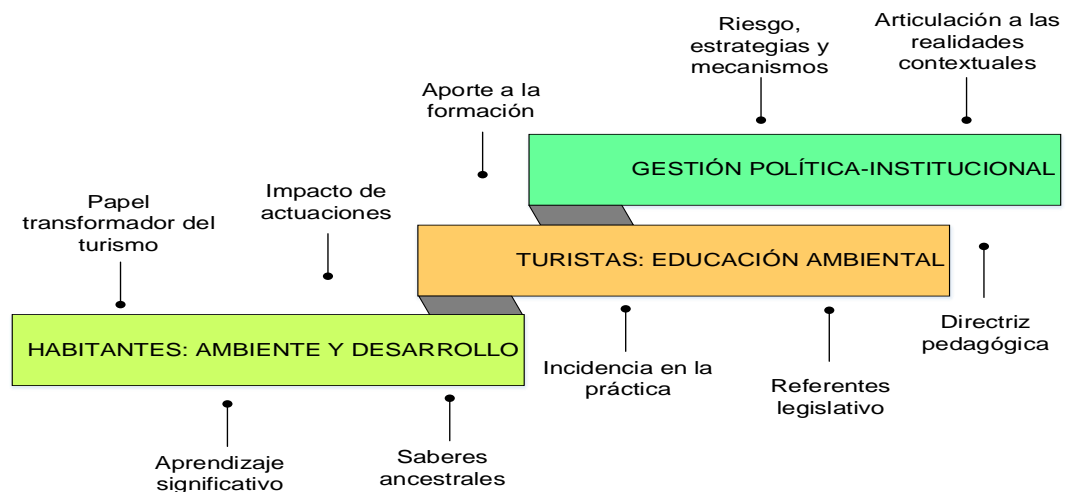 Riesgo,
estrategias y
mecanismos
Articulación a las
realidades
contextuales
Aporte a la
formación
GESTIÓN POLÍTICA-INSTITUCIONAL
Papel
transformador del
turismo
Impacto de
actuaciones
TURISTAS: EDUCACIÓN AMBIENTAL
Directriz
pedagógica
HABITANTES: AMBIENTE Y DESARROLLO
Incidencia en la
práctica
Referentes
legislativo
Aprendizaje
significativo
Saberes
ancestrales